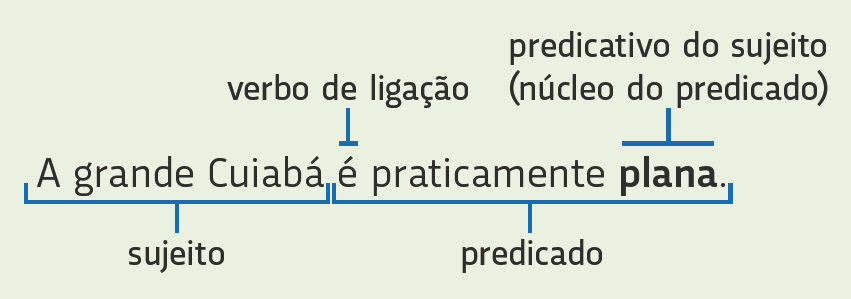 predicativo do sujeito
verbo de ligação (núcleo do predicado)
A grande Cuiabá é praticamente plana.
sujeito predicado